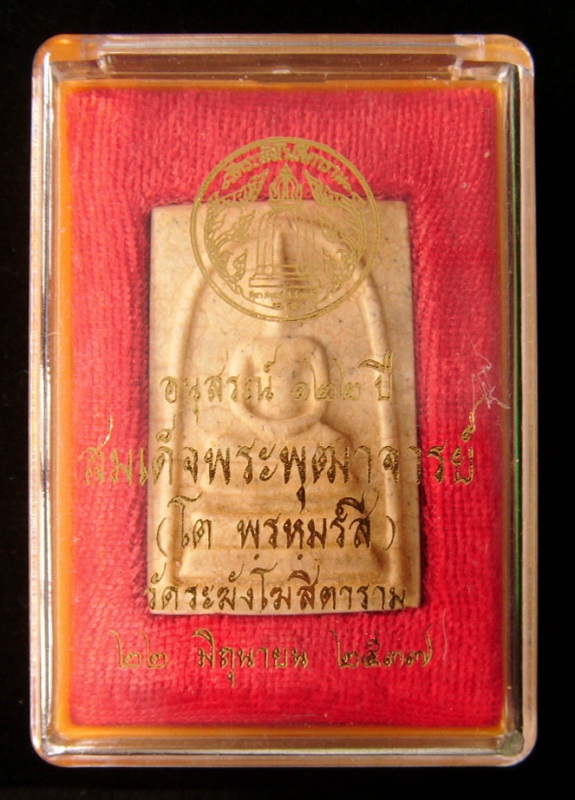 อนุสรณ์ ๑๒๒ ปี
สมเด็จพระพุฒาจารย์
(โต พฺรหฺมรํสี)
วัดระฆังโฆสิตาราม
๒๒ มิถุนายน ๒๕๓๗